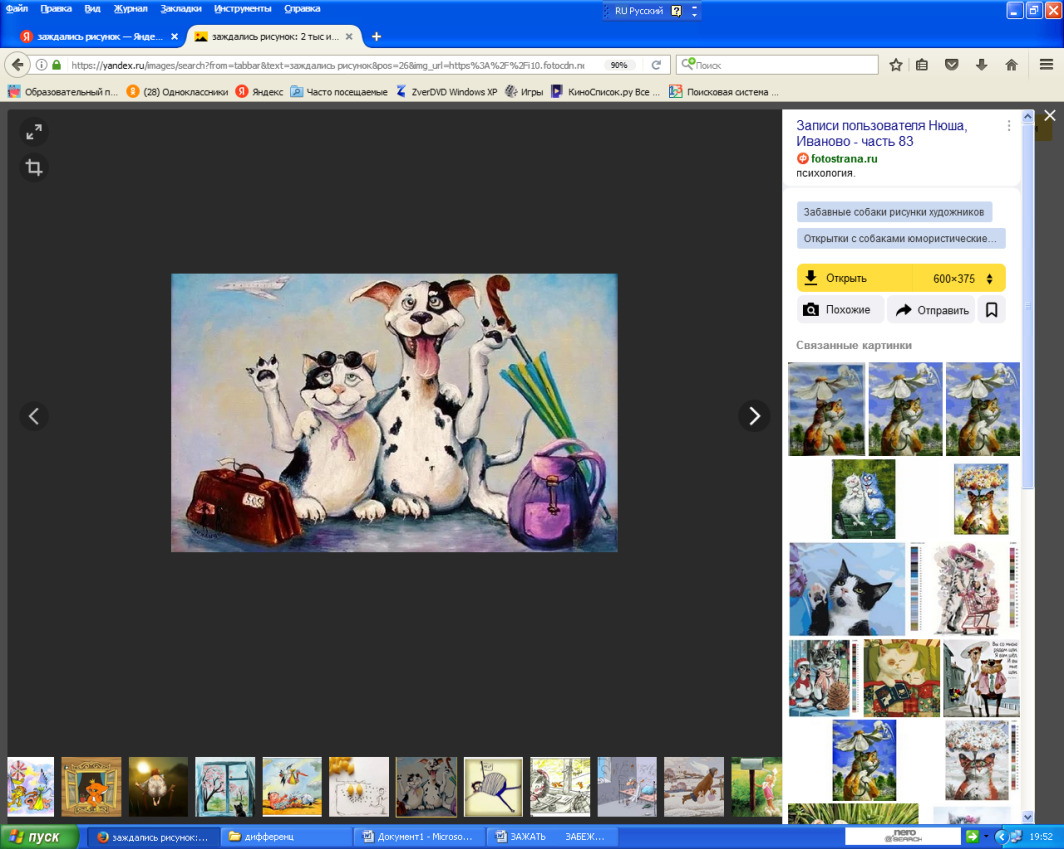 Файл Правка Вид Журнал Закладки Инструменты Справка
RU Русский
заждались рисунок — Янде...
заждались рисунок: 2 тыс и...
https://yandex.ru/images/search?from=tabbar&text=заждались рисунок&pos=26&img_url=https%3A%2F%2Fi10.fotocdn.ne
90%
Поиск
Образовательный п...
(28) Одноклассники
Яндекс
Часто посещаемые
ZverDVD Windows XP
Игры
КиноСписок.ру Все ...
Поисковая система ...
Записи пользователя Нюша,
Иваново - часть 83
fotostrana.ru
психология.
Забавные собаки рисунки художников
Открытки с собаками юмористические...
Открыть
600×375
Похожие
Отправить
Связанные картинки
пуск
заждались рисунок:...
дифференц
Документ1 - Microso...
ЗАЖАТЬ ЗАБЕЖ...
nero
SEARCH
19:52